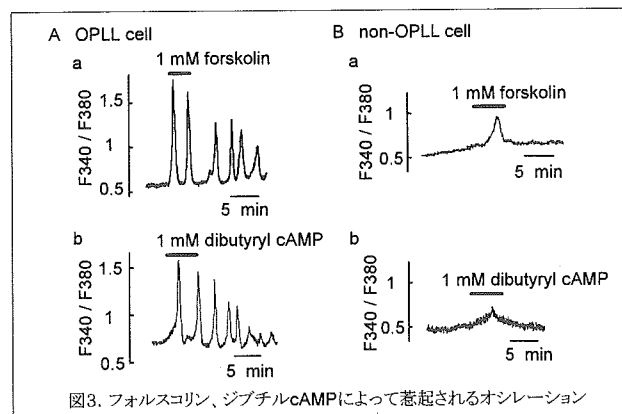 A OPLL cell
a
1 mM forskolin
F340 / F380
1.5
1
0.5
5 min
b
1 mM dibutyryl cAMP
F340 / F380
1.5
1
0.5
5 min
B non-OPLL cell
a
1 mM forskolin
F340 / F380
1
0.5
5 min
b
1 mM dibutyryl cAMP
F340 / F380
1
0.5
5 min
図3. フォルスコリン、ジブチルcAMPによって惹起されるオシレーション